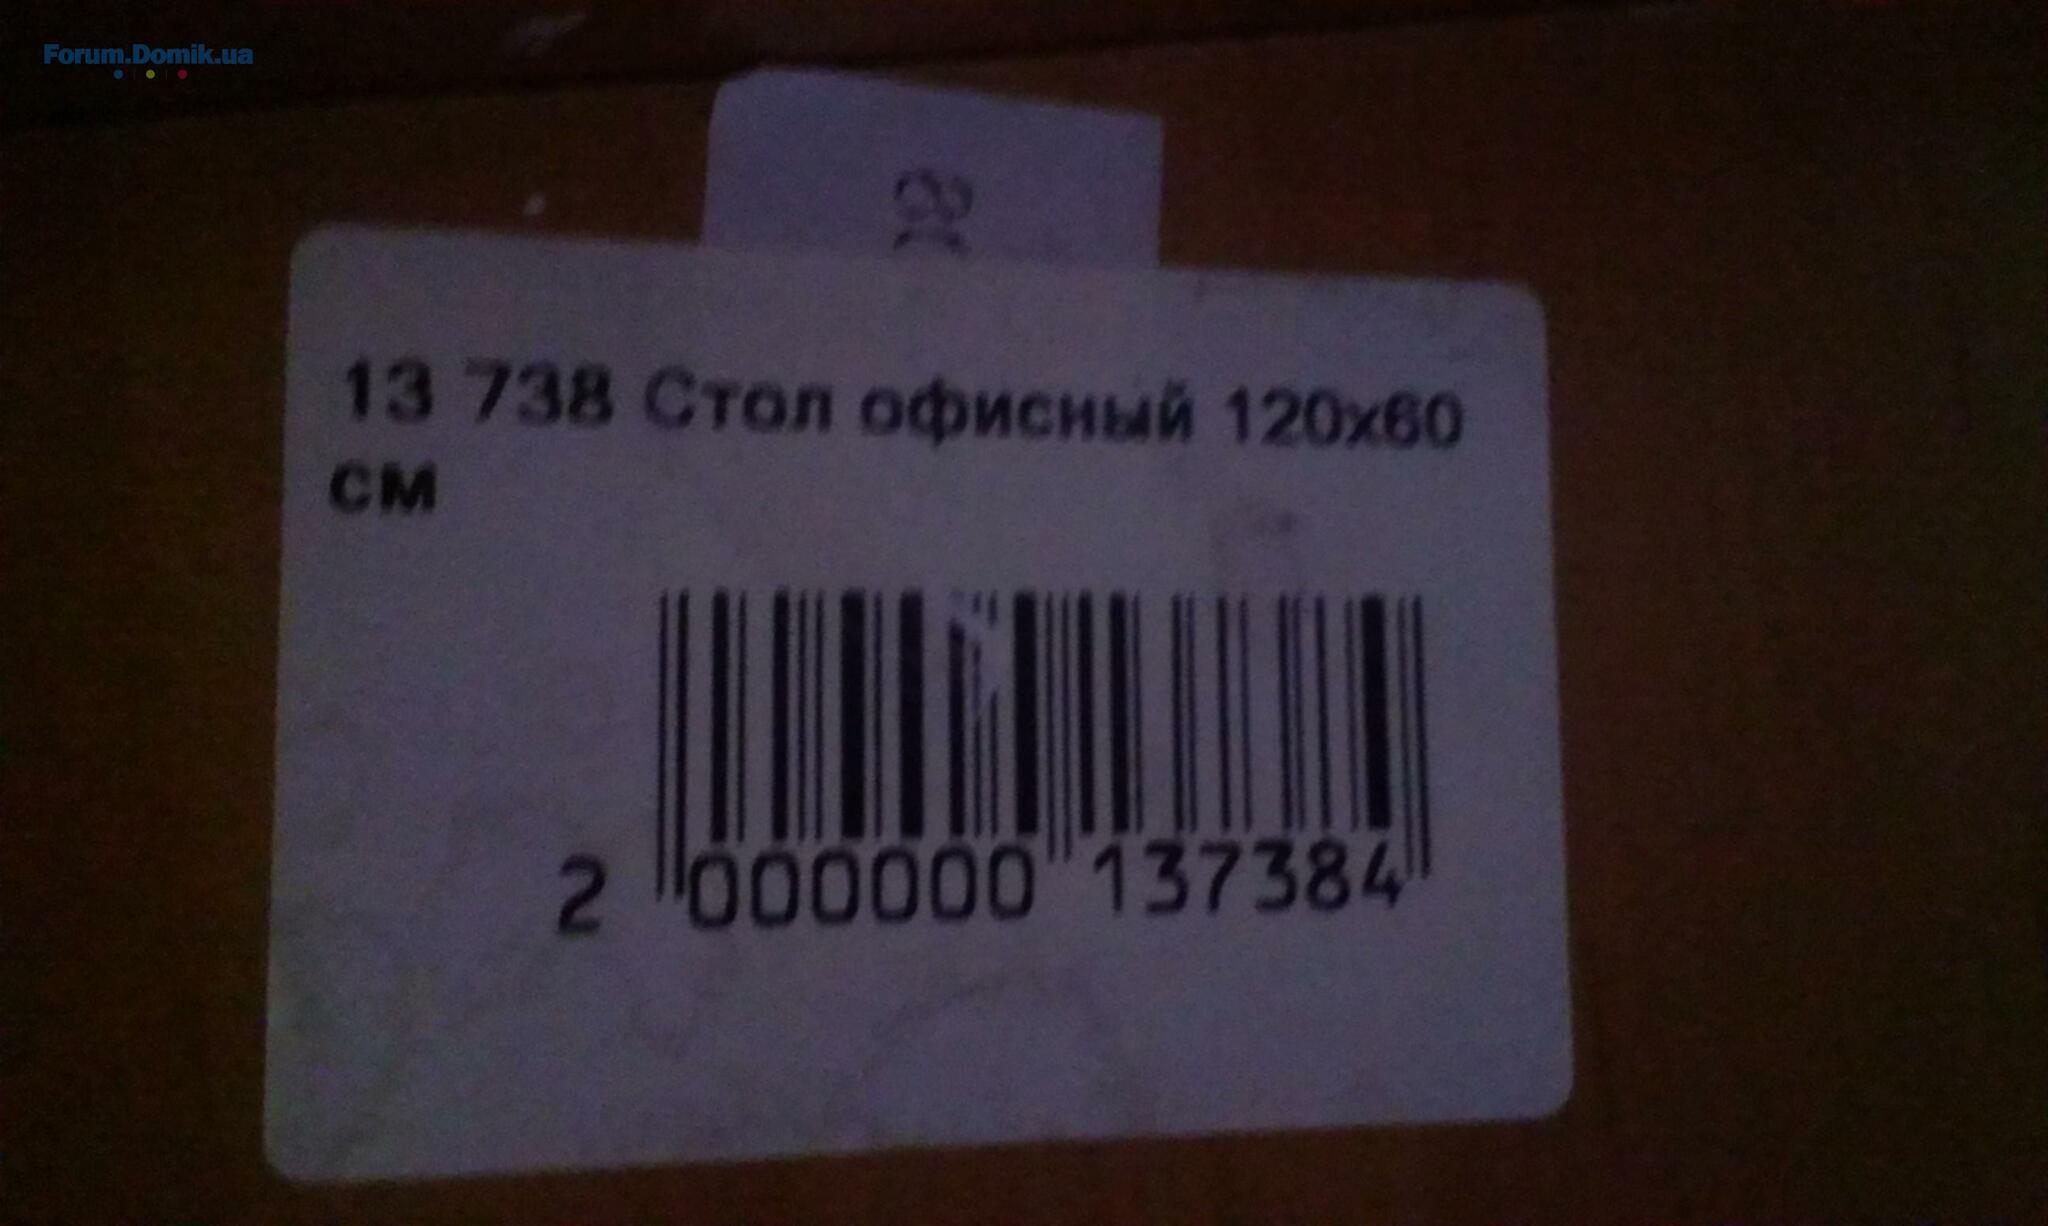 Forum.Domik.ua
13 738 Стол офисный 120x60
см
2 000000 137384